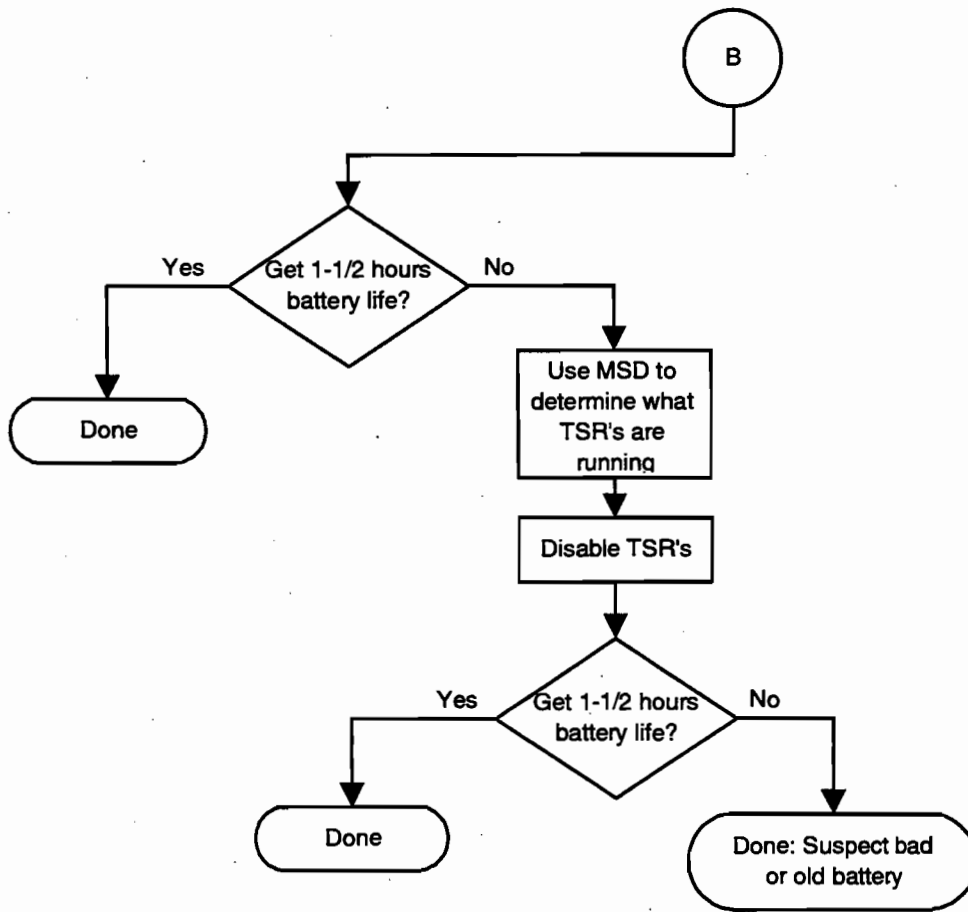 B
Yes
Get 1-1/2 hours
battery life?
No
Done
Use MSD to
determine what
TSR's are
running
Disable TSR's
Yes
Get 1-1/2 hours
battery life?
No
Done
Done: Suspect bad
or old battery